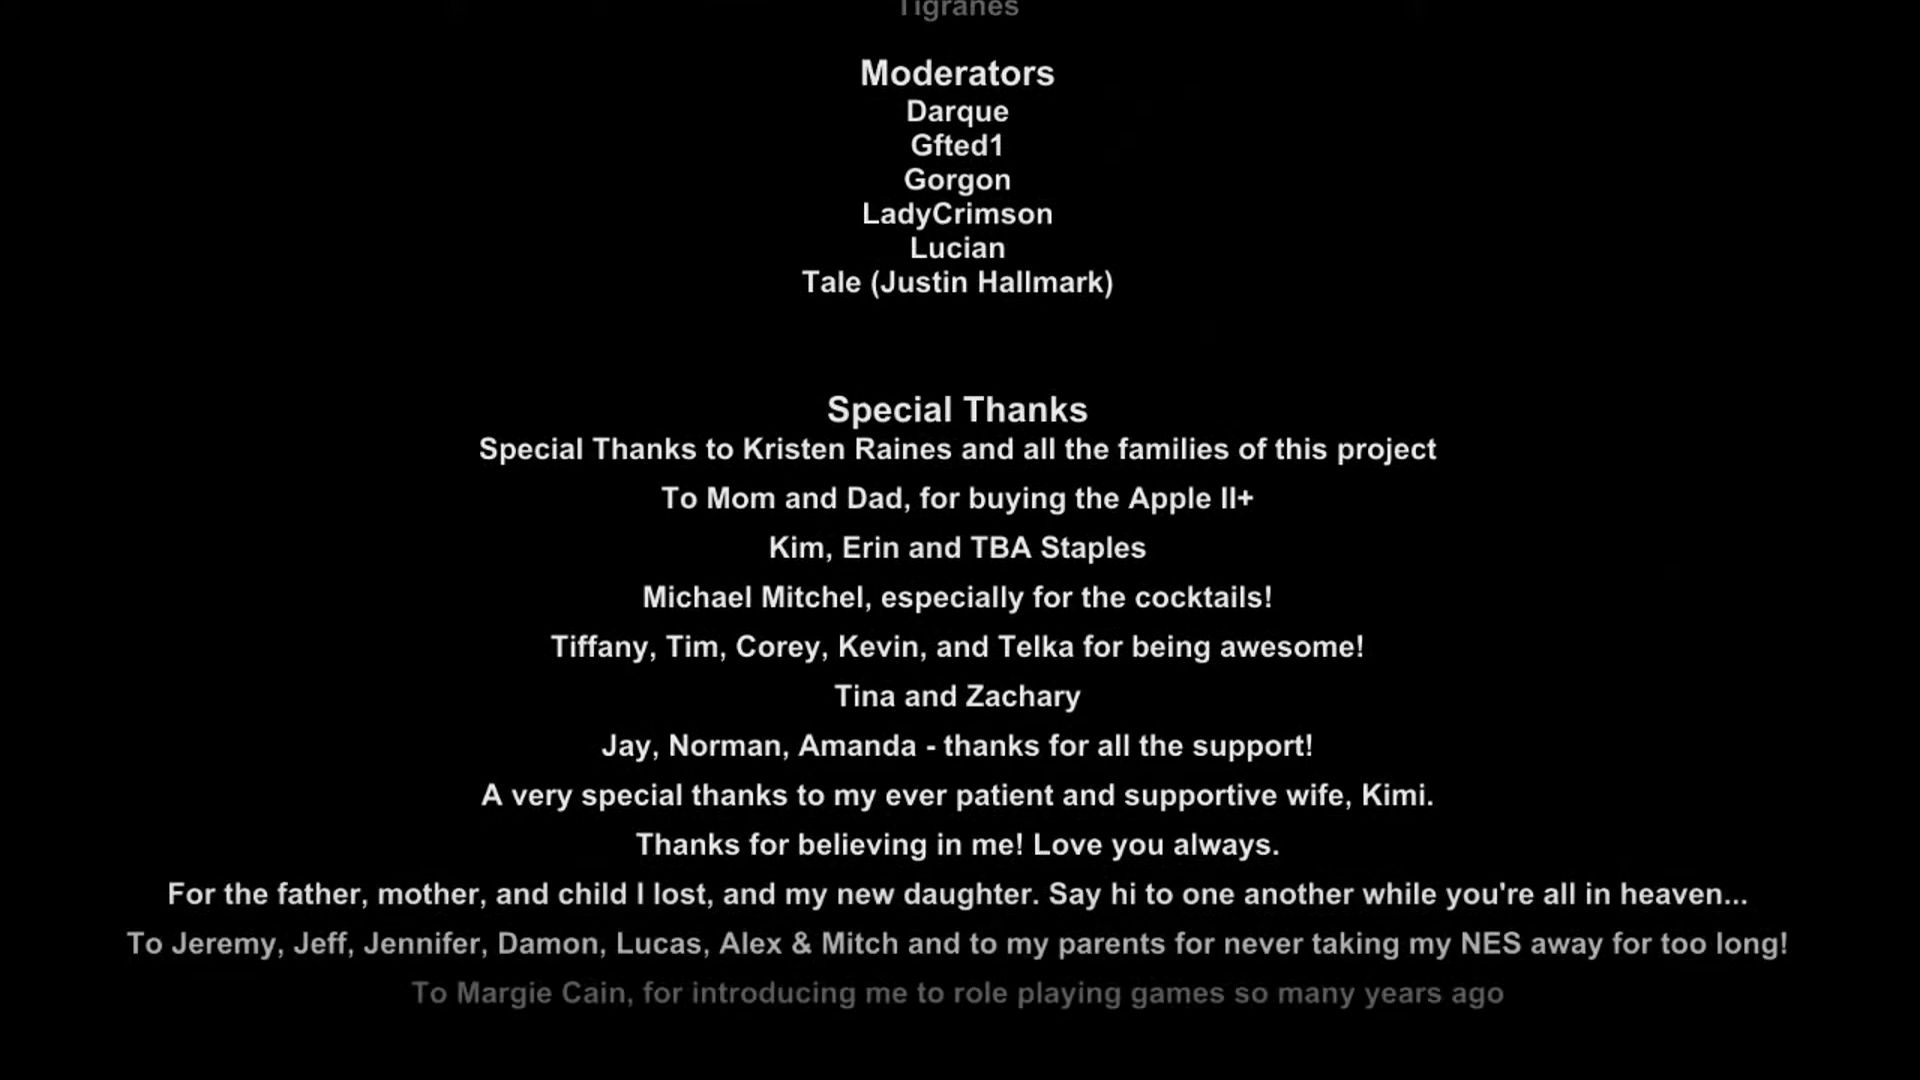 Tigranes
Moderators
Darque
Gfted1
Gorgon
LadyCrimson
Lucian
Tale (Justin Hallmark)
Special Thanks
Special Thanks to Kristen Raines and all the families of this project
To Mom and Dad, for buying the Apple II+
Kim, Erin and TBA Staples
Michael Mitchel, especially for the cocktails!
Tiffany, Tim, Corey, Kevin, and Telka for being awesome!
Tina and Zachary
Jay, Norman, Amanda - thanks for all the support!
A very special thanks to my ever patient and supportive wife, Kimi.
Thanks for believing in me! Love you always.
For the father, mother, and child I lost, and my new daughter. Say hi to one another while you're all in heaven...
To Jeremy, Jeff, Jennifer, Damon, Lucas, Alex & Mitch and to my parents for never taking my NES away for too long!
To Margie Cain, for introducing me to role playing games so many years ago